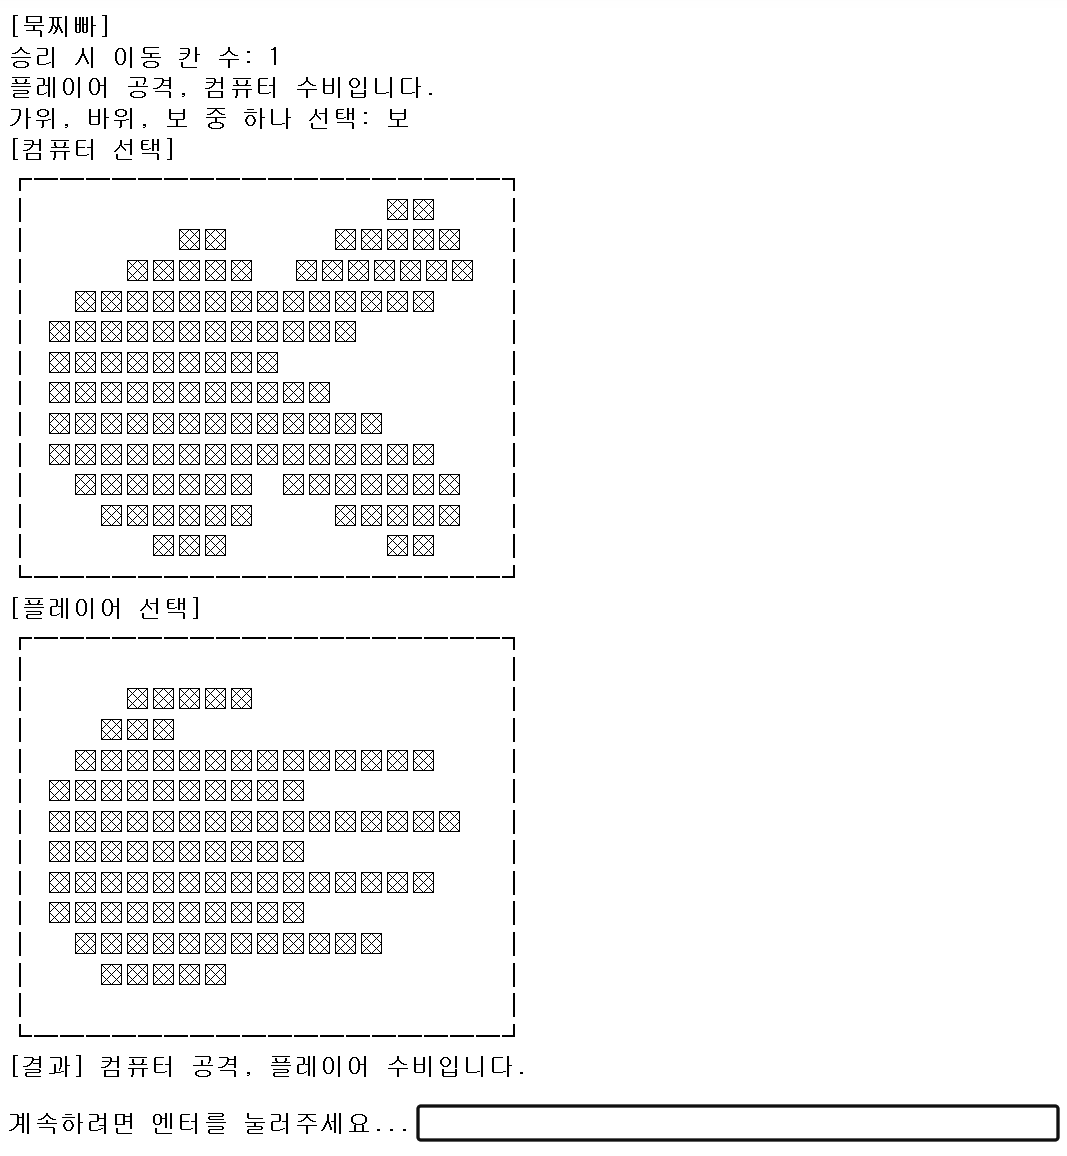 [묵찌빠]
승리 시 이동 칸 수: 1
플레이어 공격, 컴퓨터 수비입니다.
가위, 바위, 보 중 하나 선택: 보
[컴퓨터 선택]
[플레이어 선택]
[결과] 컴퓨터 공격, 플레이어 수비입니다.
계속하려면 엔터를 눌러주세요...